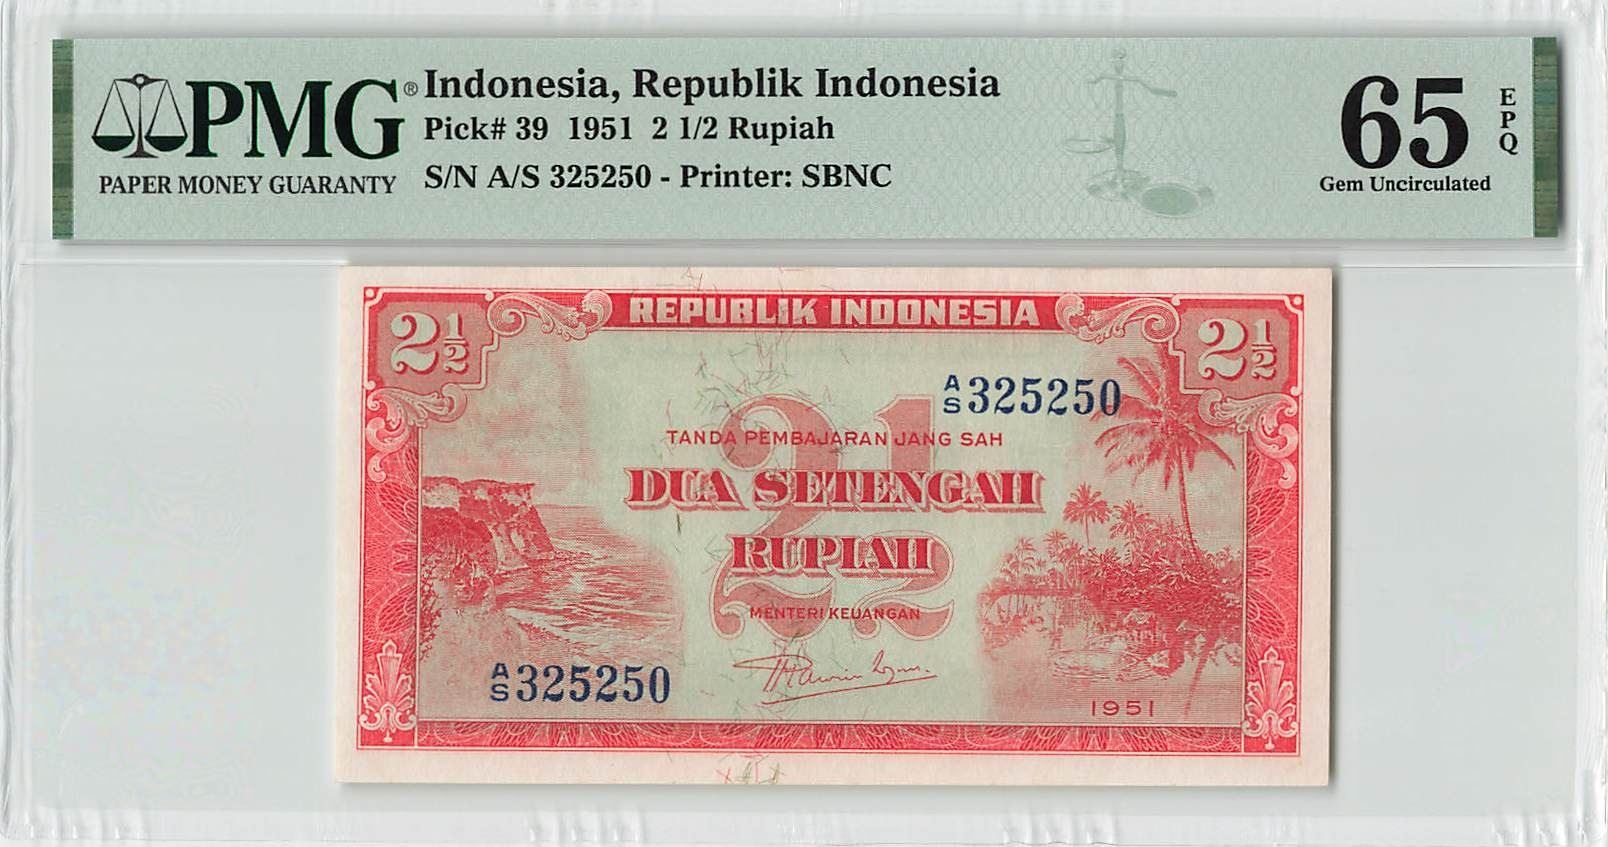 PMG®
PAPER MONEY GUARANTY
Indonesia, Republik Indonesia
Pick# 39 1951 2 1/2 Rupiah
S/N A/S 325250 - Printer: SBNC
65 EPQ
Gem Uncirculated
2½ REPUBLIK INDONESIA 2½
A/S 325250
2½
TANDA PEMBAJARAN JANG SAH
DUA SETENGAH
RUPIAH
MENTERI KEUANGAN
A/S 325250
1951